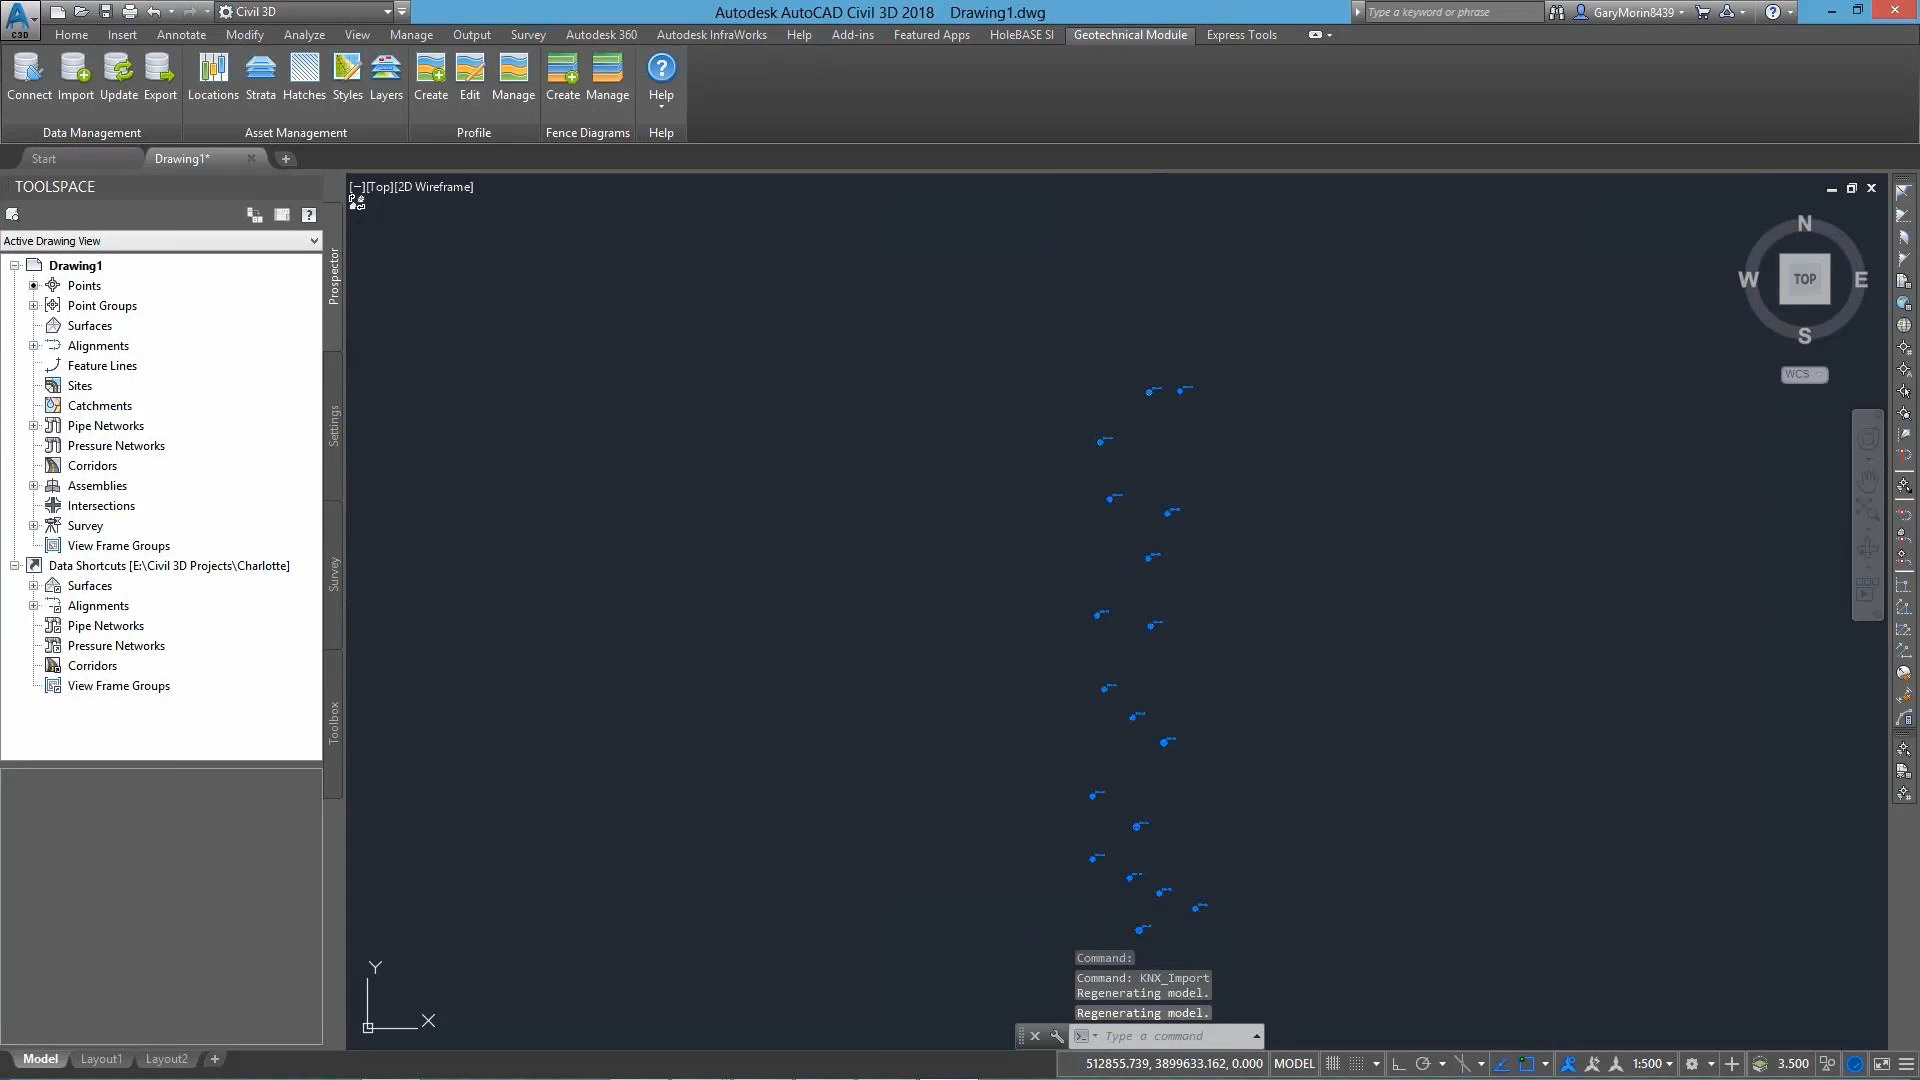 C3D
Civil 3D
Autodesk AutoCAD Civil 3D 2018 Drawing1.dwg
Type a keyword or phrase
GaryMorin8439
Home Insert Annotate Modify Analyze View Manage Output Survey Autodesk 360 Autodesk InfraWorks Help Add-ins Featured Apps HoleBASE SI Geotechnical Module Express Tools
Connect Import Update Export Locations Strata Hatches Styles Layers Create Edit Manage Create Manage Help
Data Management Asset Management Profile Fence Diagrams Help
Start Drawing1*
TOOLSPACE
Active Drawing View
Drawing1
Points
Point Groups
Surfaces
Alignments
Feature Lines
Sites
Catchments
Pipe Networks
Pressure Networks
Corridors
Assemblies
Intersections
Survey
View Frame Groups
Data Shortcuts [E:\Civil 3D Projects\Charlotte]
Surfaces
Alignments
Pipe Networks
Pressure Networks
Corridors
View Frame Groups
Prospector
Settings
Survey
Toolbox
[−][Top][2D Wireframe]
N
W TOP E
S
WCS
Y
X
Command:
Command: KNX_Import
Regenerating model.
Regenerating model.
Type a command
Model Layout1 Layout2 +
512855.739, 3899633.162, 0.000 MODEL 1:500 3.500